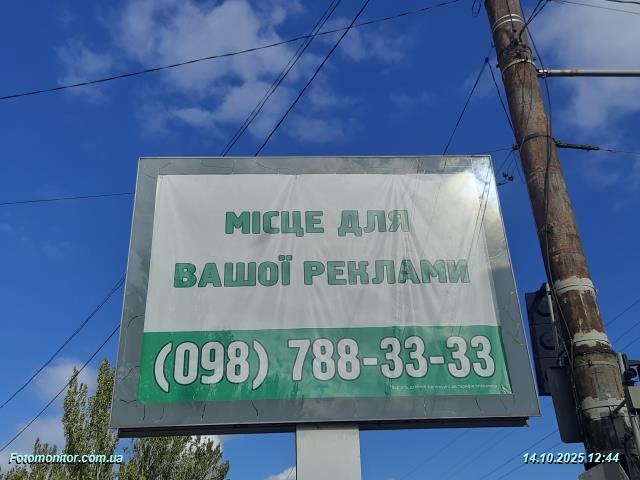 МІСЦЕ ДЛЯ
ВАШОЇ РЕКЛАМИ
(098) 788-33-33
Fotomonitor.com.ua
14.10.2025 12:44